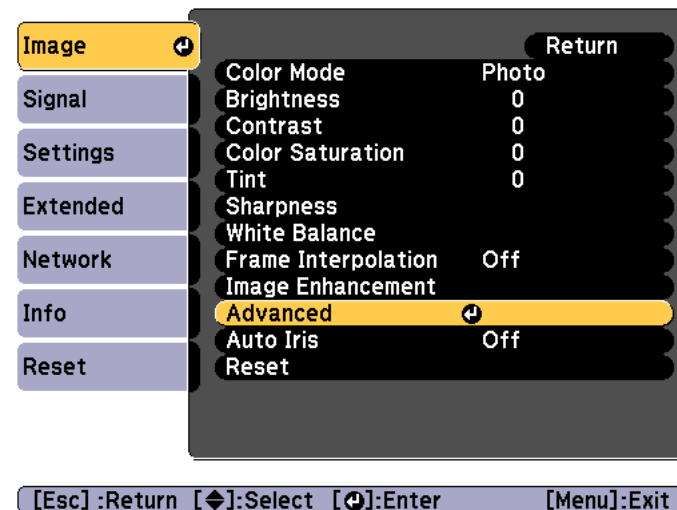 Image
Signal
Settings
Extended
Network
Info
Reset
Return
Color Mode Photo
Brightness 0
Contrast 0
Color Saturation 0
Tint 0
Sharpness
White Balance
Frame Interpolation Off
Image Enhancement
Advanced
Auto Iris Off
Reset
[Esc] :Return [◆]:Select [⏎]:Enter [Menu]:Exit